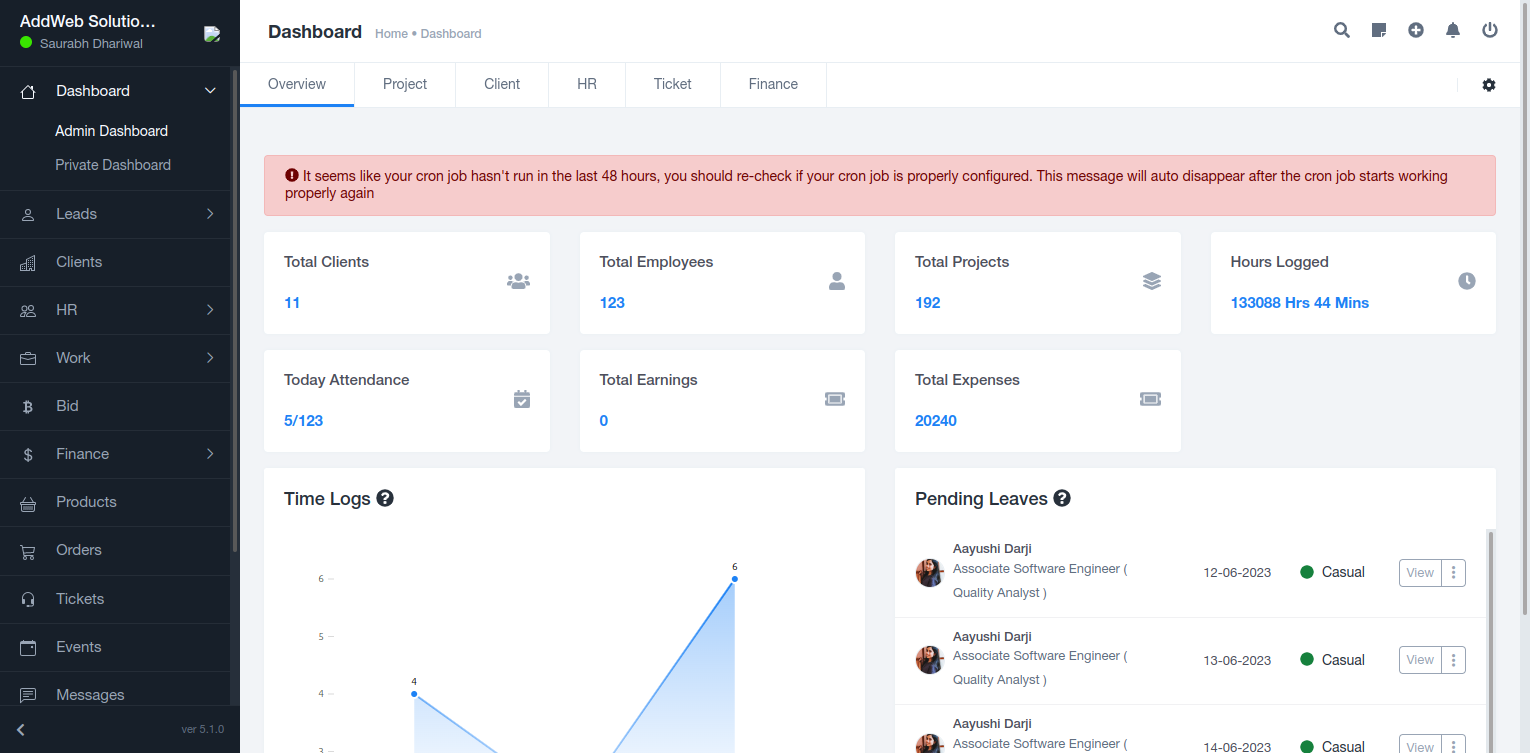 AddWeb Solutio...
Saurabh Dhariwal
Dashboard
Admin Dashboard
Private Dashboard
Leads
Clients
HR
Work
Bid
Finance
Products
Orders
Tickets
Events
Messages
ver 5.1.0
Dashboard Home • Dashboard
Overview Project Client HR Ticket Finance
It seems like your cron job hasn't run in the last 48 hours, you should re-check if your cron job is properly configured. This message will auto disappear after the cron job starts working
properly again
Total Clients
11
Total Employees
123
Total Projects
192
Hours Logged
133088 Hrs 44 Mins
Today Attendance
5/123
Total Earnings
0
Total Expenses
20240
Time Logs
6
5
4
3
4
6
Pending Leaves
Aayushi Darji
Associate Software Engineer (
Quality Analyst )
12-06-2023 Casual View
Aayushi Darji
Associate Software Engineer (
Quality Analyst )
13-06-2023 Casual View
Aayushi Darji
Associate Software Engineer (
14-06-2023 Casual View